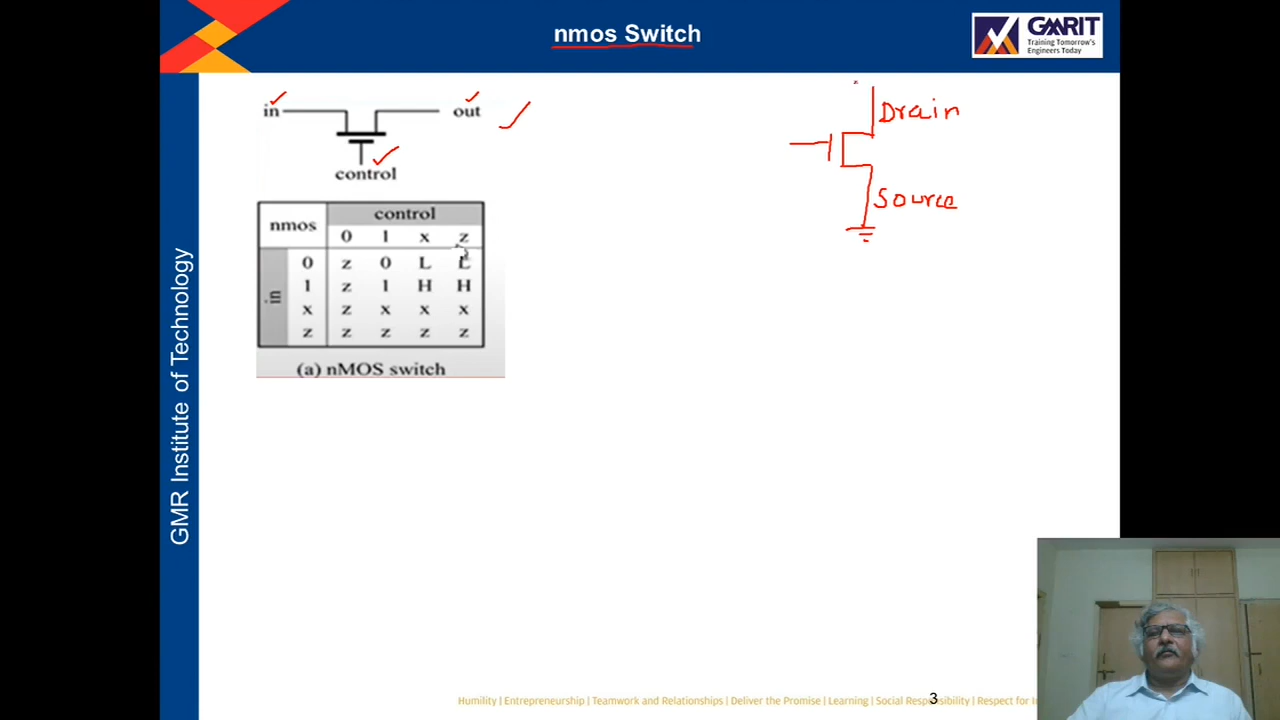 nmos Switch
GMRIT
Training Tomorrow's
Engineers Today
in
out
control
Drain
Source
nmos
control
0 1 x z
in
0 z 0 L L
1 z 1 H H
x z x x x
z z z z z
(a) nMOS switch
GMR Institute of Technology
Humility | Entrepreneurship | Teamwork and Relationships | Deliver the Promise | Learning | Social Responsibility | Respect for
3